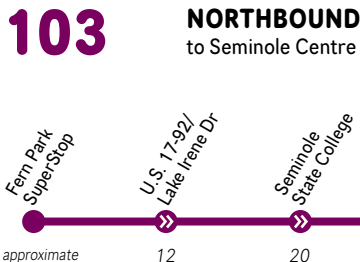 103
NORTHBOUND
to Seminole Centre
Fern Park
SuperStop
U.S. 17-92/
Lake Irene Dr
Seminole
State College
approximate
12
20